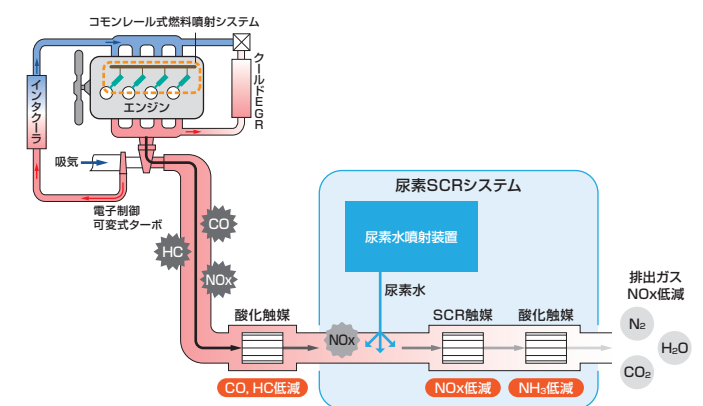 コモンレール式燃料噴射システム
クールドEGR
インタクーラ
エンジン
吸気
電子制御
可変式ターボ
CO
HC
NOx
尿素SCRシステム
尿素水噴射装置
尿素水
酸化触媒
NOx
SCR触媒
酸化触媒
CO, HC低減
NOx低減
NH₃低減
排出ガス
NOx低減
N₂
H₂O
CO₂